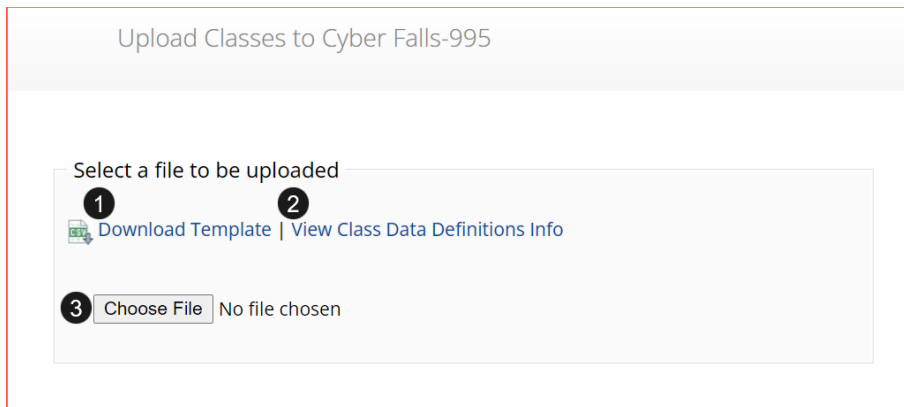 Upload Classes to Cyber Falls-995
Select a file to be uploaded
1 2
CSV Download Template | View Class Data Definitions Info
3 Choose File No file chosen